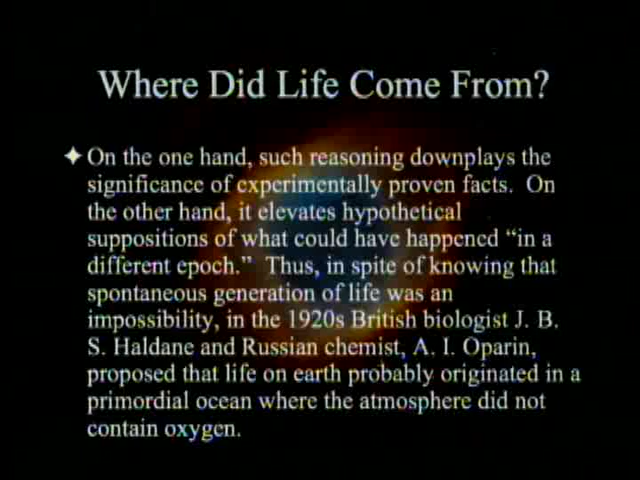 Where Did Life Come From?
On the one hand, such reasoning downplays the
significance of experimentally proven facts. On
the other hand, it elevates hypothetical
suppositions of what could have happened “in a
different epoch.” Thus, in spite of knowing that
spontaneous generation of life was an
impossibility, in the 1920s British biologist J. B.
S. Haldane and Russian chemist, A. I. Oparin,
proposed that life on earth probably originated in a
primordial ocean where the atmosphere did not
contain oxygen.